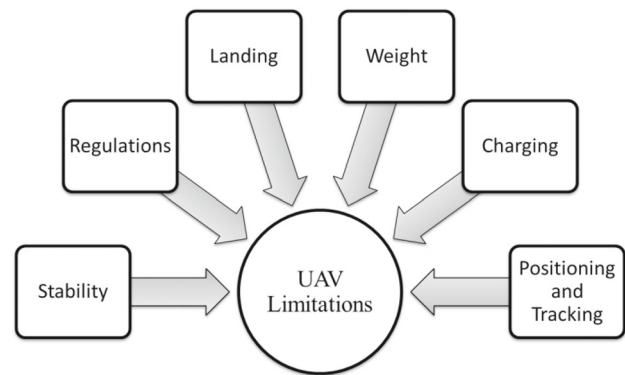 Landing
Weight
Regulations
Charging
Stability
UAV
Limitations
Positioning
and
Tracking